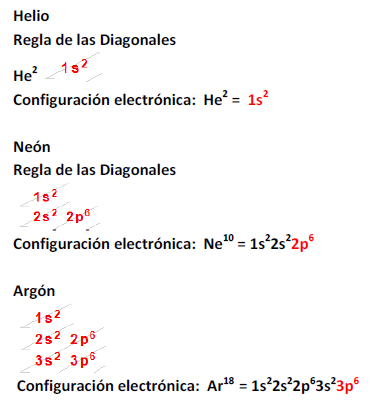 Helio
Regla de las Diagonales
He² 1s²
Configuración electrónica: He² = 1s²
Neón
Regla de las Diagonales
1s²
2s² 2p⁶
Configuración electrónica: Ne¹⁰ = 1s²2s²2p⁶
Argón
1s²
2s² 2p⁶
3s² 3p⁶
Configuración electrónica: Ar¹⁸ = 1s²2s²2p⁶3s²3p⁶